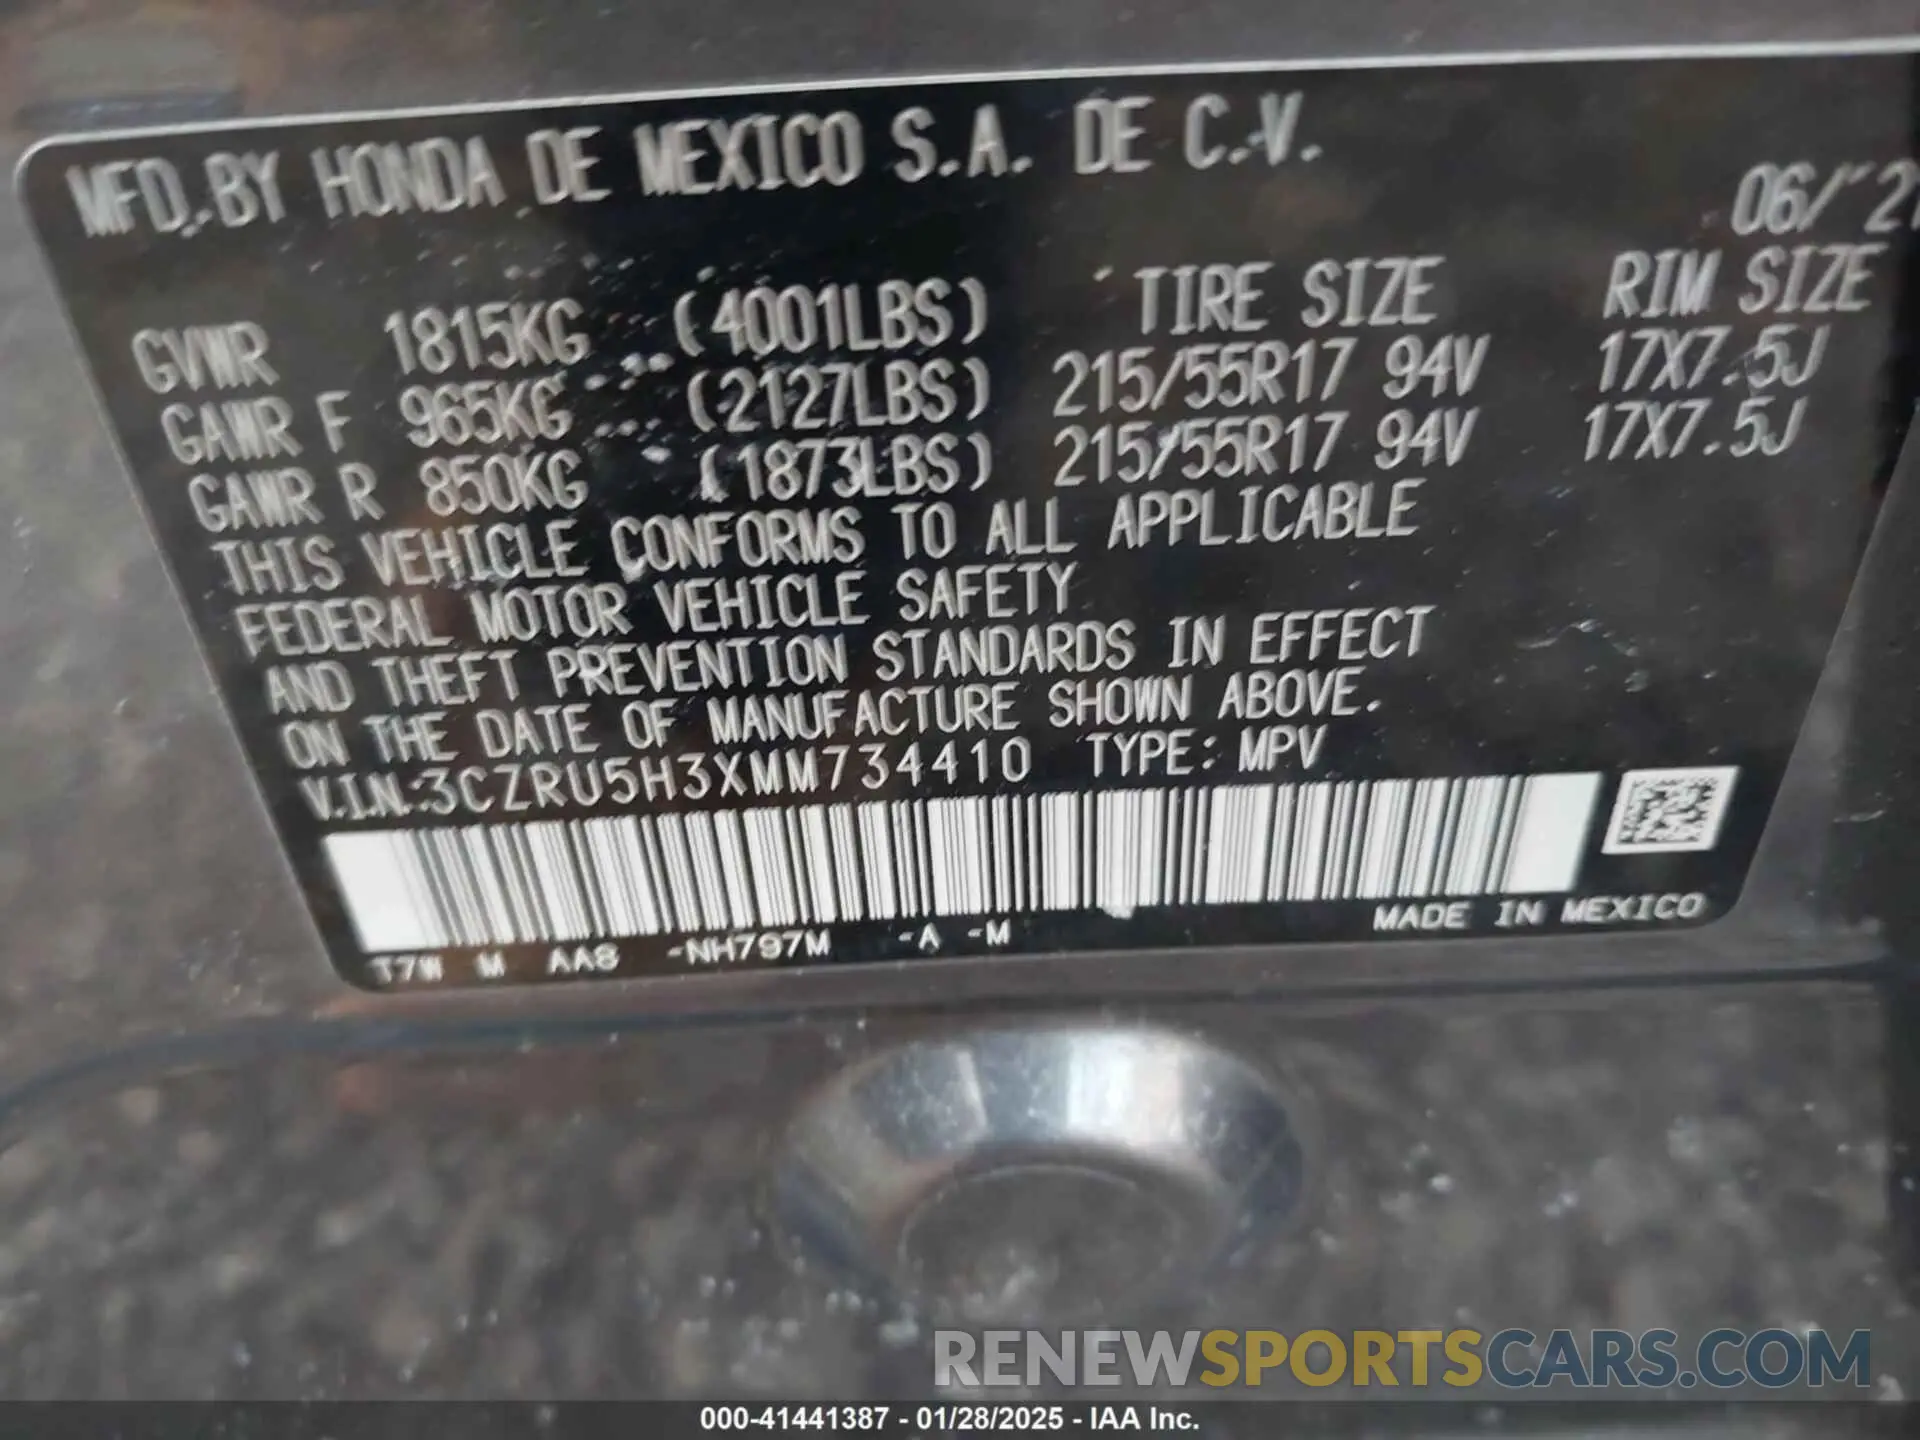 MFD. BY HONDA DE MEXICO S.A. DE C.V.
06/ 21
GVWR 1815KG (4001LBS) TIRE SIZE RIM SIZE
GAWR F 965KG (2127LBS) 215/55R17 94V 17X7.5J
GAWR R 850KG (1873LBS) 215/55R17 94V 17X7.5J
THIS VEHICLE CONFORMS TO ALL APPLICABLE
FEDERAL MOTOR VEHICLE SAFETY
AND THEFT PREVENTION STANDARDS IN EFFECT
ON THE DATE OF MANUFACTURE SHOWN ABOVE.
V.I.N.:3CZRU5H3XMM734410 TYPE: MPV
T7W M AA8 -NH797M -A -M MADE IN MEXICO
RENEWSPORTSCARS.COM
000-41441387 - 01/28/2025 - IAA Inc.